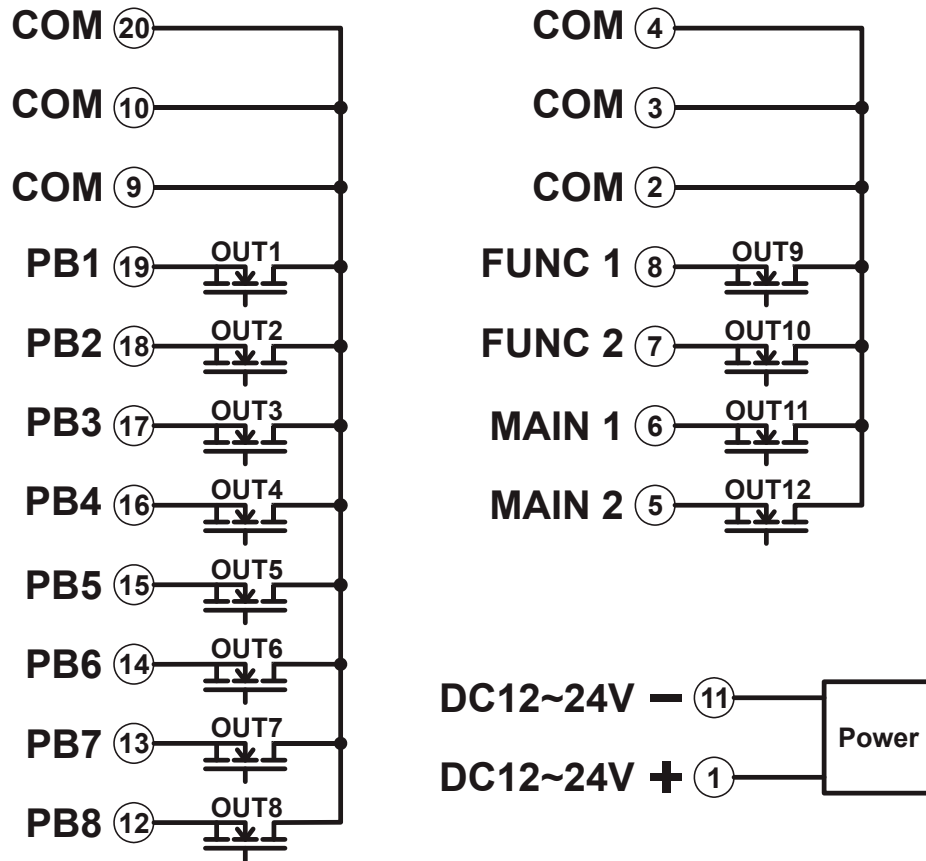 COM 20
COM 10
COM 9
PB1 19 OUT1
PB2 18 OUT2
PB3 17 OUT3
PB4 16 OUT4
PB5 15 OUT5
PB6 14 OUT6
PB7 13 OUT7
PB8 12 OUT8
COM 4
COM 3
COM 2
FUNC 1 8 OUT9
FUNC 2 7 OUT10
MAIN 1 6 OUT11
MAIN 2 5 OUT12
DC12~24V − 11
DC12~24V + 1
Power